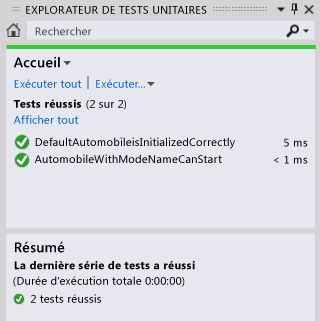 EXPLORATEUR DE TESTS UNITAIRES
Rechercher
Accueil
Exécuter tout | Exécuter...
Tests réussis (2 sur 2)
Afficher tout
DefaultAutomobileisInitializedCorrectly 5 ms
AutomobileWithModeNameCanStart < 1 ms
Résumé
La dernière série de tests a réussi
(Durée d'exécution totale 0:00:00)
2 tests réussis